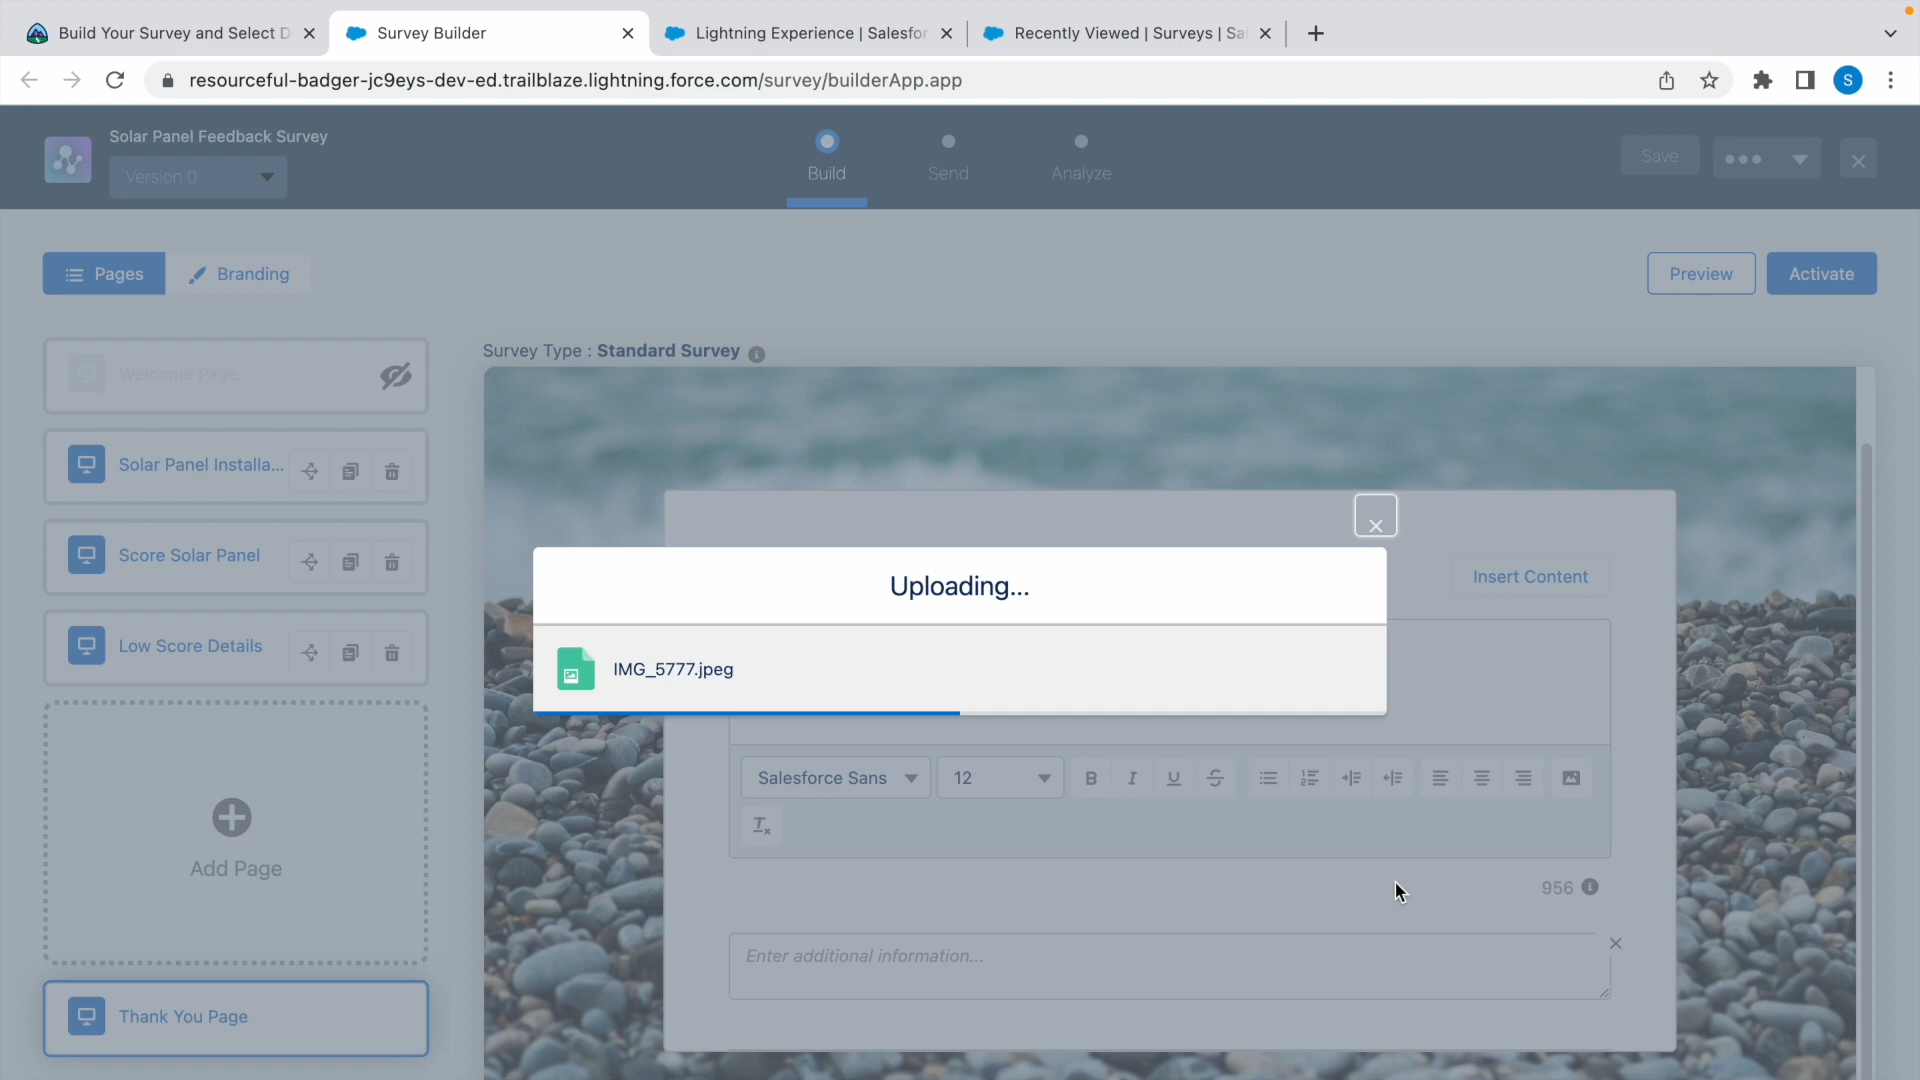 Build Your Survey and Select D
Survey Builder
Lightning Experience | Salesfor
Recently Viewed | Surveys | Sa
resourceful-badger-jc9eys-dev-ed.trailblaze.lightning.force.com/survey/builderApp.app
S
Solar Panel Feedback Survey
Version 0
Build
Send
Analyze
Save
Pages
Branding
Preview
Activate
Survey Type : Standard Survey
Welcome Page
Solar Panel Installa...
Score Solar Panel
Low Score Details
Add Page
Thank You Page
Insert Content
Uploading...
IMG_5777.jpeg
Salesforce Sans
12
B I U S
956
Enter additional information...